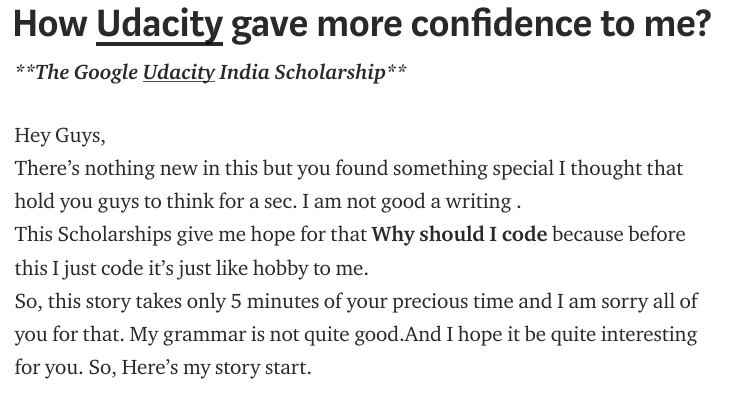 How Udacity gave more confidence to me?
**The Google Udacity India Scholarship**
Hey Guys,
There’s nothing new in this but you found something special I thought that
hold you guys to think for a sec. I am not good a writing .
This Scholarships give me hope for that Why should I code because before
this I just code it’s just like hobby to me.
So, this story takes only 5 minutes of your precious time and I am sorry all of
you for that. My grammar is not quite good.And I hope it be quite interesting
for you. So, Here’s my story start.